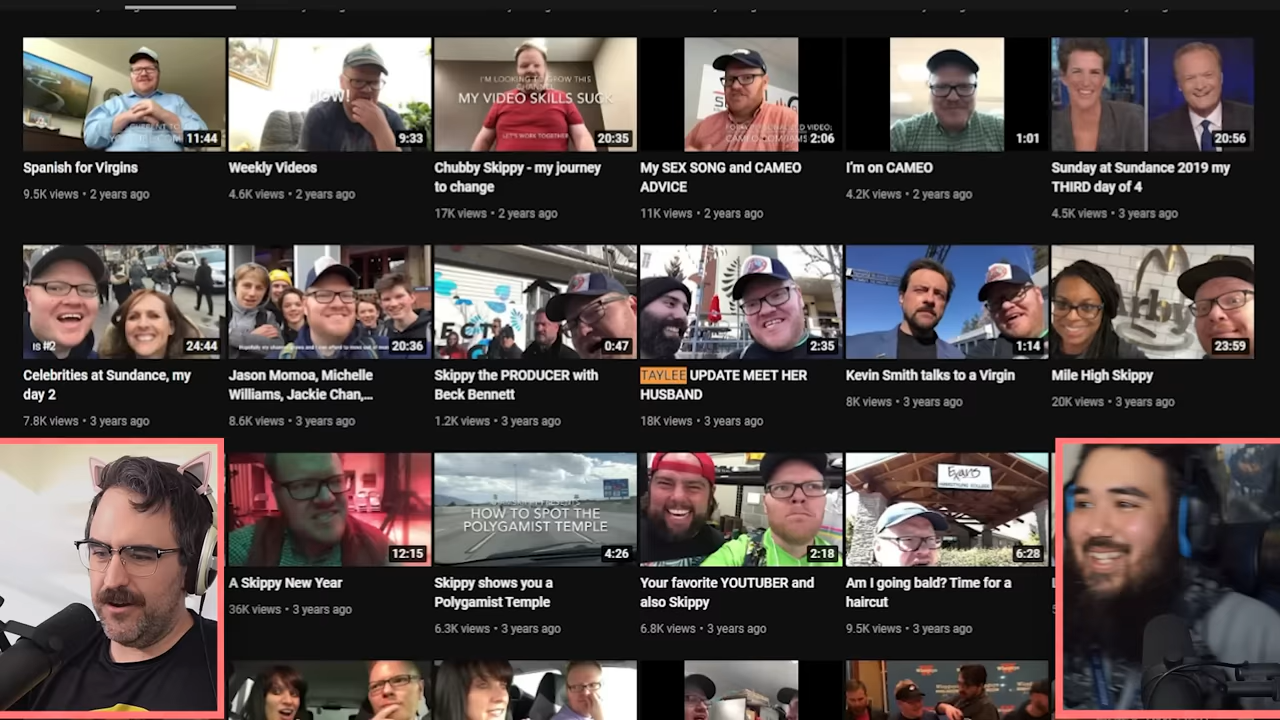 11:44
NOW!
9:33
I'M LOOKING TO GROW THIS
CHANNEL
MY VIDEO SKILLS SUCK
LET'S WORK TOGETHER
20:35
2:06
1:01
20:56
Spanish for Virgins
9.5K views • 2 years ago
Weekly Videos
4.6K views • 2 years ago
Chubby Skippy - my journey
to change
17K views • 2 years ago
My SEX SONG and CAMEO
ADVICE
11K views • 2 years ago
I'm on CAMEO
4.2K views • 2 years ago
Sunday at Sundance 2019 my
THIRD day of 4
4.5K views • 3 years ago
is #2
24:44
20:36
0:47
2:35
1:14
23:59
Celebrities at Sundance, my
day 2
7.8K views • 3 years ago
Jason Momoa, Michelle
Williams, Jackie Chan,...
8.6K views • 3 years ago
Skippy the PRODUCER with
Beck Bennett
1.2K views • 3 years ago
TAYLEE UPDATE MEET HER
HUSBAND
18K views • 3 years ago
Kevin Smith talks to a Virgin
8K views • 3 years ago
Mile High Skippy
20K views • 3 years ago
12:15
HOW TO SPOT THE
POLYGAMIST TEMPLE
4:26
2:18
Evans
6:28
A Skippy New Year
36K views • 3 years ago
Skippy shows you a
Polygamist Temple
6.3K views • 3 years ago
Your favorite YOUTUBER and
also Skippy
6.8K views • 3 years ago
Am I going bald? Time for a
haircut
9.5K views • 3 years ago